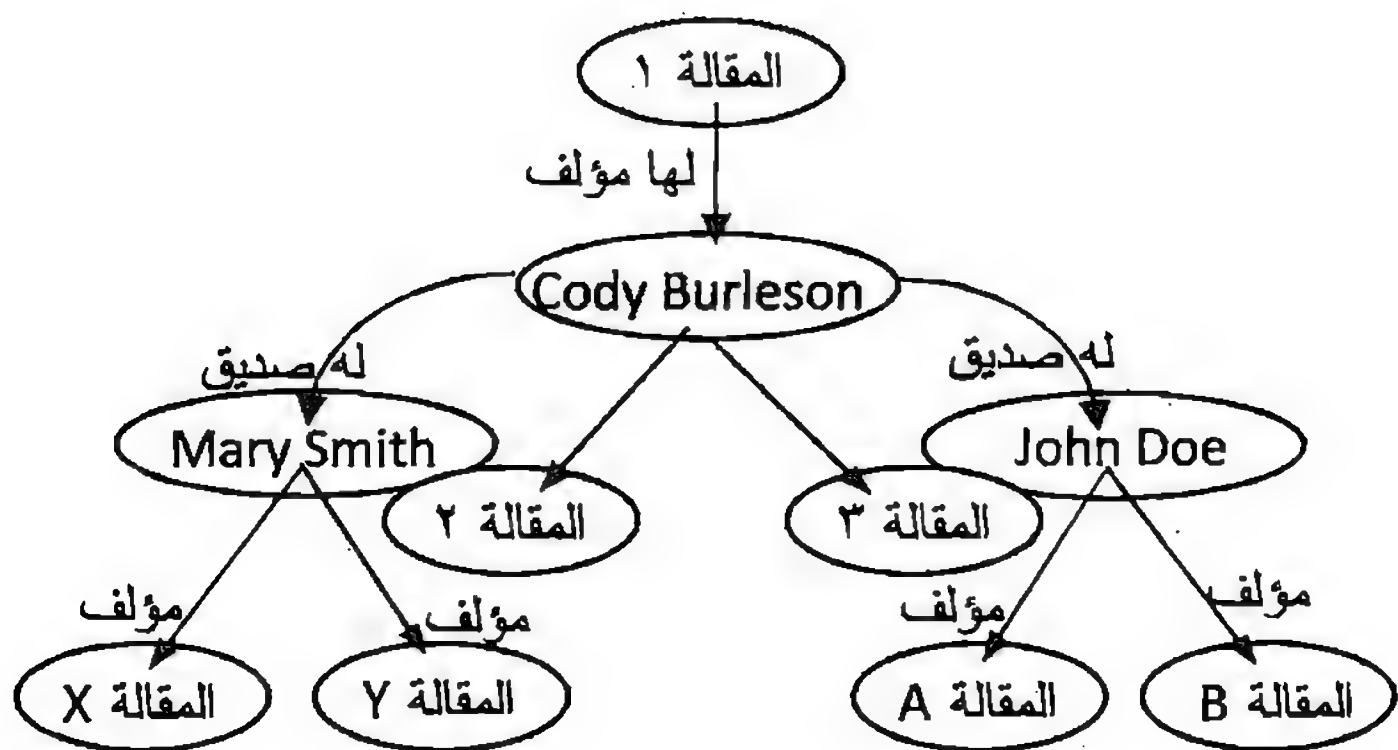 المقالة ١
لها مؤلف
Cody Burleson
له صديق
له صديق
Mary Smith
John Doe
المقالة ٢
المقالة ٣
مؤلف
مؤلف
مؤلف
مؤلف
المقالة X
المقالة Y
المقالة A
المقالة B